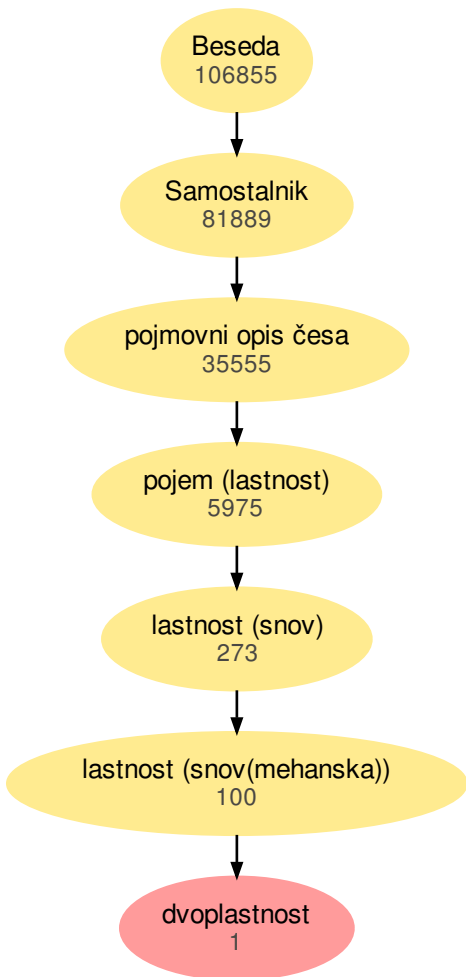 Beseda
106855
Samostalnik
81889
pojmovni opis česa
35555
pojem (lastnost)
5975
lastnost (snov)
273
lastnost (snov(mehanska))
100
dvoplastnost
1